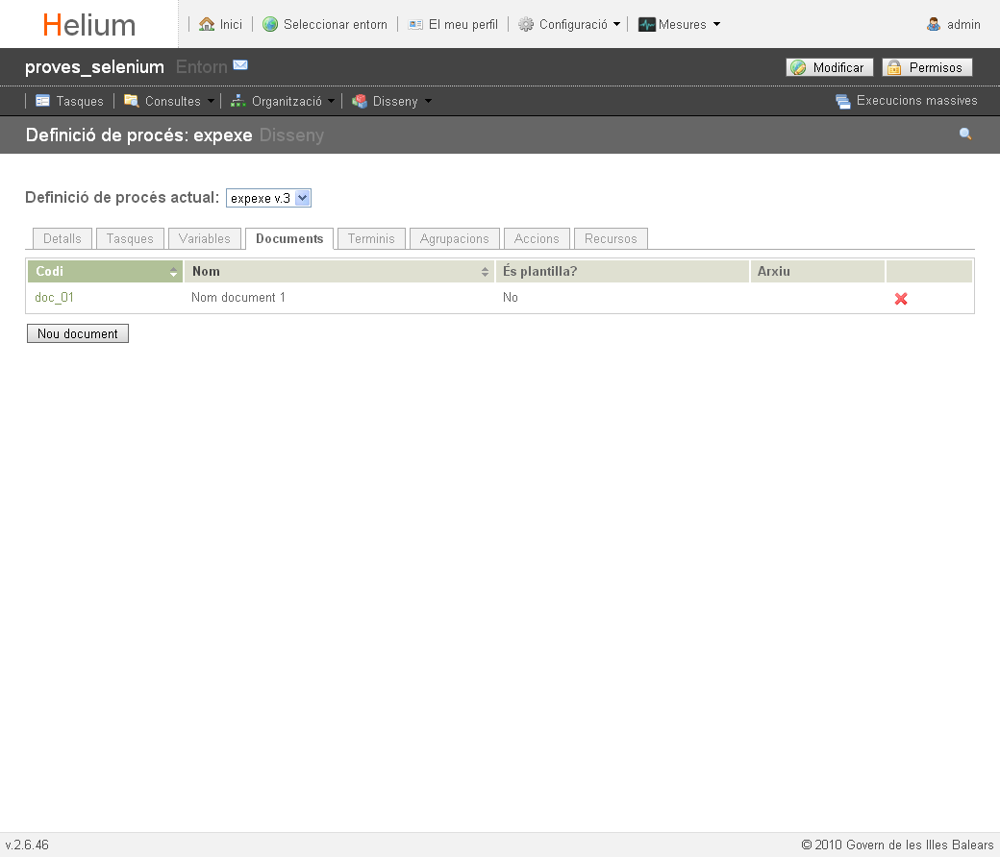 Helium Inici Seleccionar entorn El meu perfil Configuració Mesures admin
proves_selenium Entorn Modificar Permisos
Tasques Consultes Organització Disseny Execucions massives
Definició de procés: expexe Disseny
Definició de procés actual: expexe v.3
Detalls Tasques Variables Documents Terminis Agrupacions Accions Recursos
Codi Nom És plantilla? Arxiu
doc_01 Nom document 1 No
Nou document
v.2.6.46 © 2010 Govern de les Illes Balears